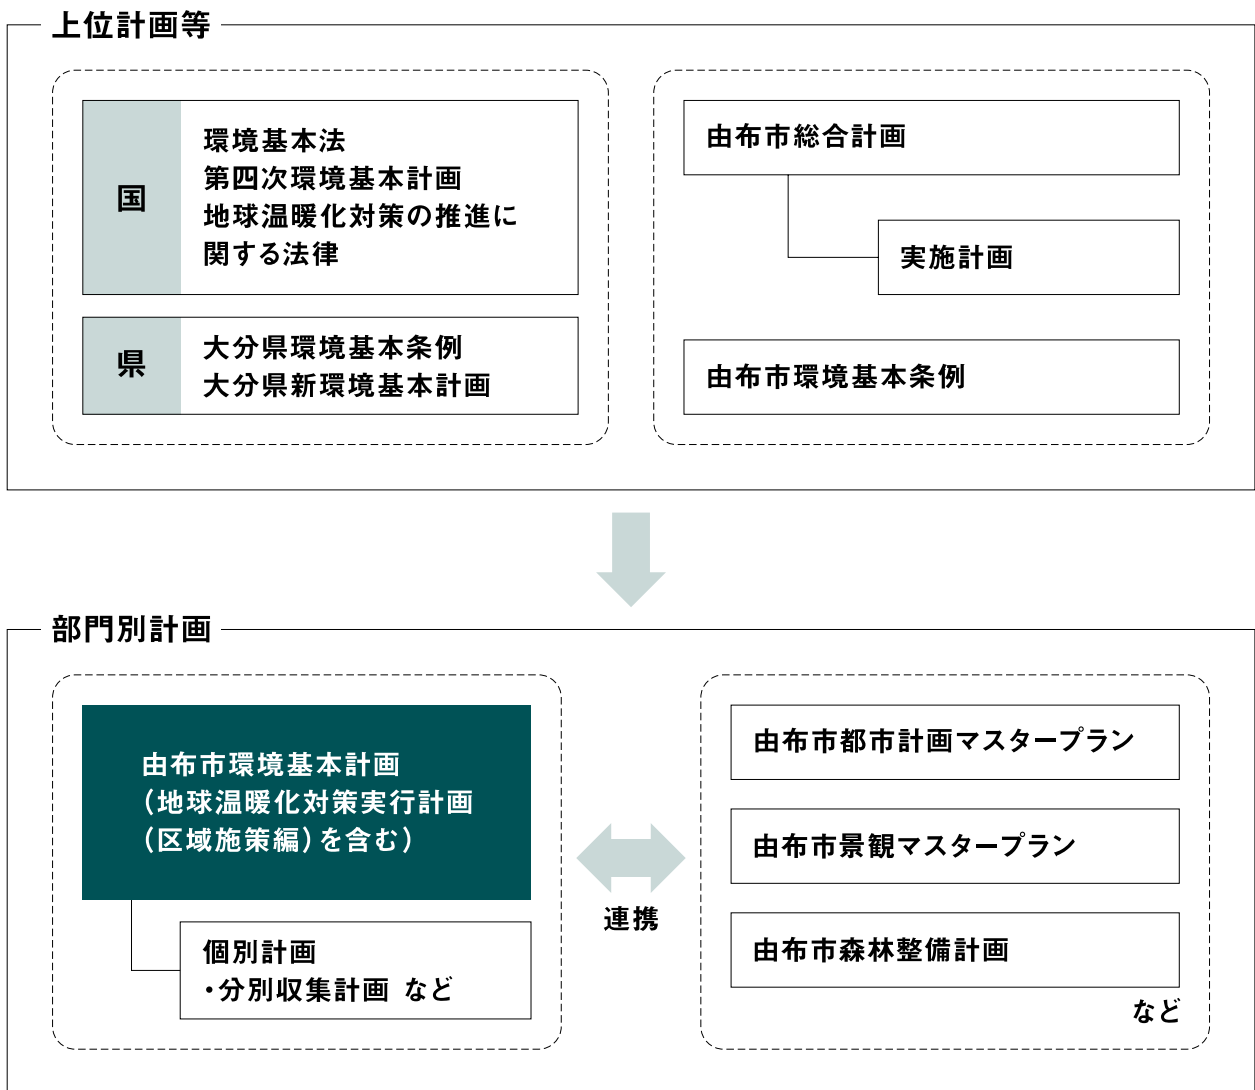 上位計画等
国
環境基本法
第四次環境基本計画
地球温暖化対策の推進に
関する法律
県
大分県環境基本条例
大分県新環境基本計画
由布市総合計画
実施計画
由布市環境基本条例
部門別計画
由布市環境基本計画
（地球温暖化対策実行計画
（区域施策編）を含む）
個別計画
・分別収集計画 など
連携
由布市都市計画マスタープラン
由布市景観マスタープラン
由布市森林整備計画
など